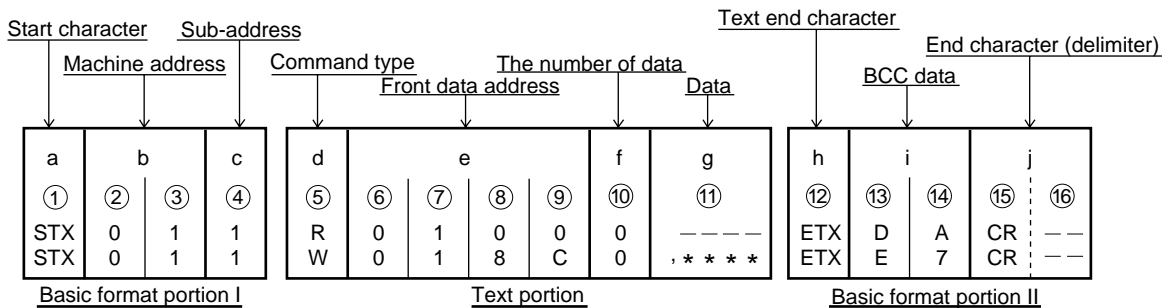 Text end character
Start character Sub-address End character (delimiter)
Machine address Command type The number of data BCC data
Front data address Data
a b c d e f g h i j
① ② ③ ④ ⑤ ⑥ ⑦ ⑧ ⑨ ⑩ ⑪ ⑫ ⑬ ⑭ ⑮ ⑯
STX 0 1 1 R 0 1 0 0 0 ― ― ― ― ETX D A CR ― ―
STX 0 1 1 W 0 1 8 C 0 , * * * * ETX E 7 CR ― ―
Basic format portion I Text portion Basic format portion II